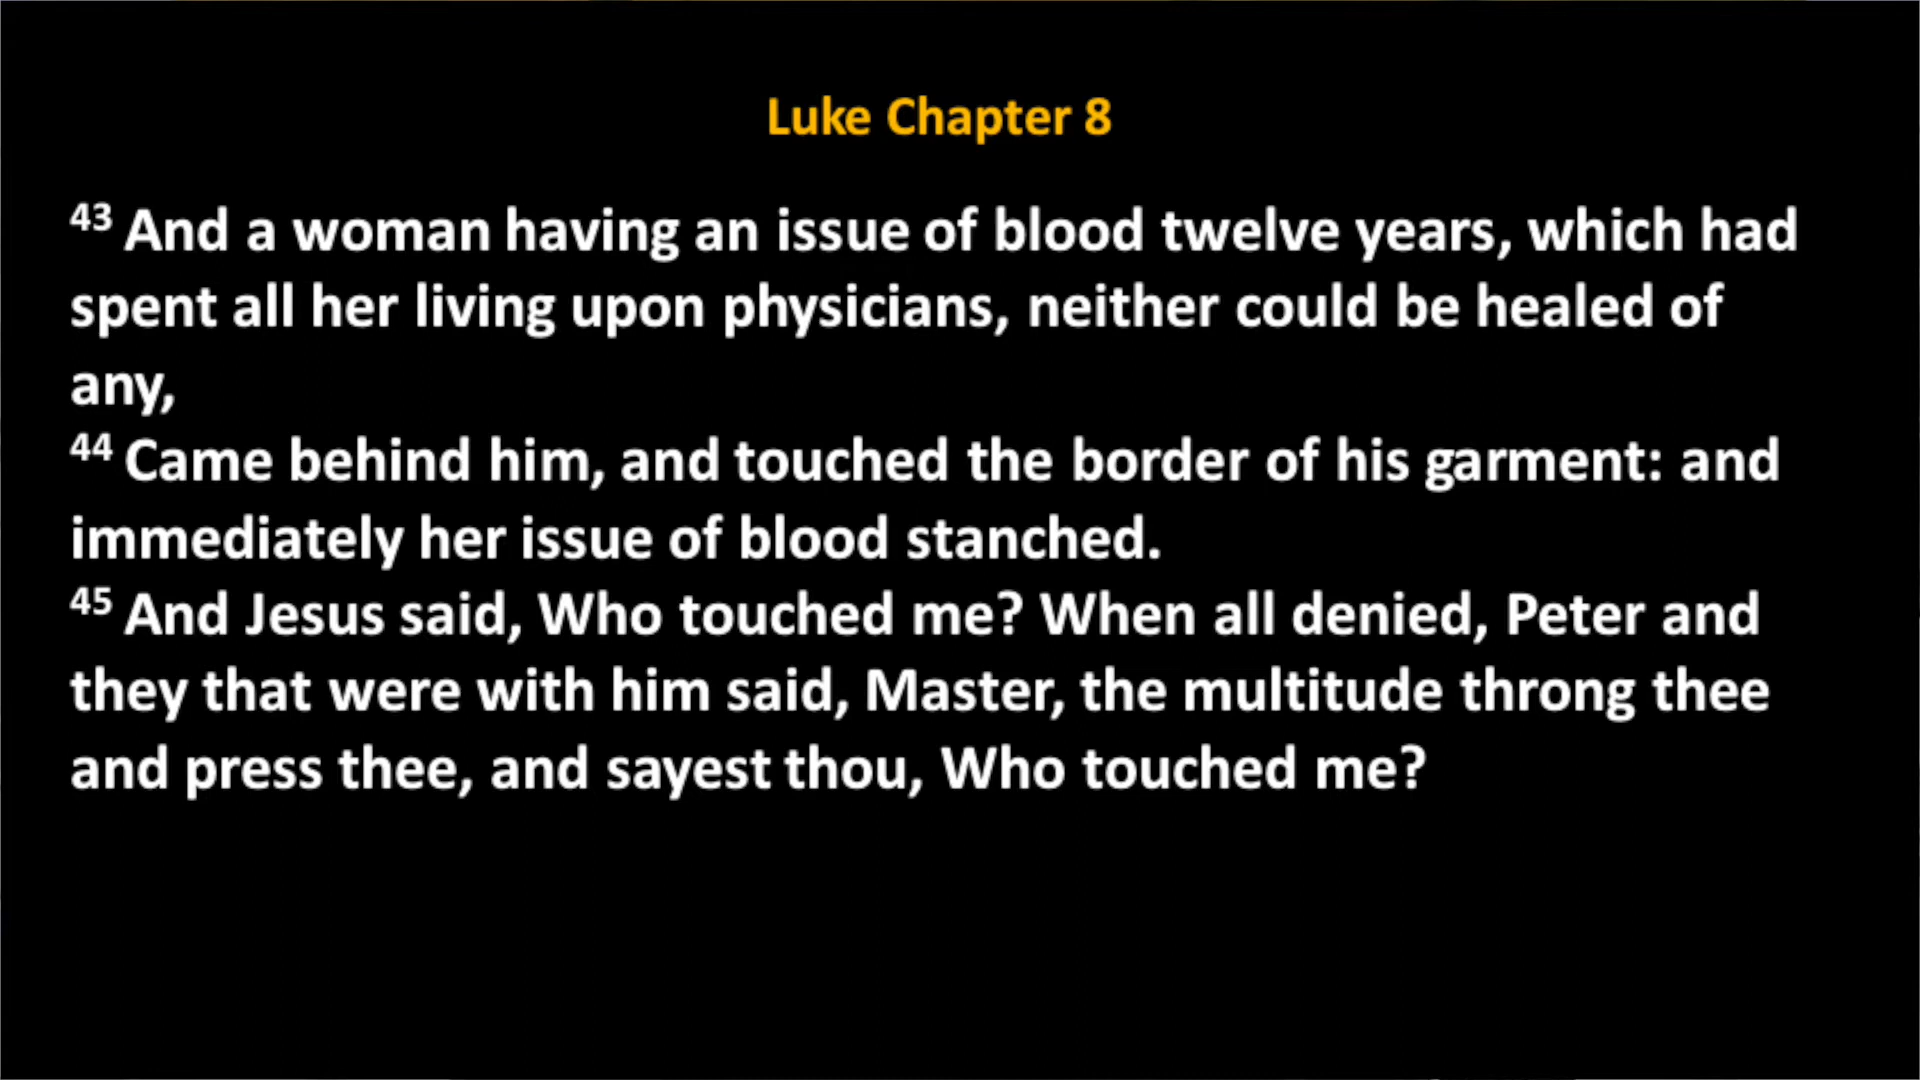 Luke Chapter 8
43 And a woman having an issue of blood twelve years, which had
spent all her living upon physicians, neither could be healed of
any,
44 Came behind him, and touched the border of his garment: and
immediately her issue of blood stanched.
45 And Jesus said, Who touched me? When all denied, Peter and
they that were with him said, Master, the multitude throng thee
and press thee, and sayest thou, Who touched me?